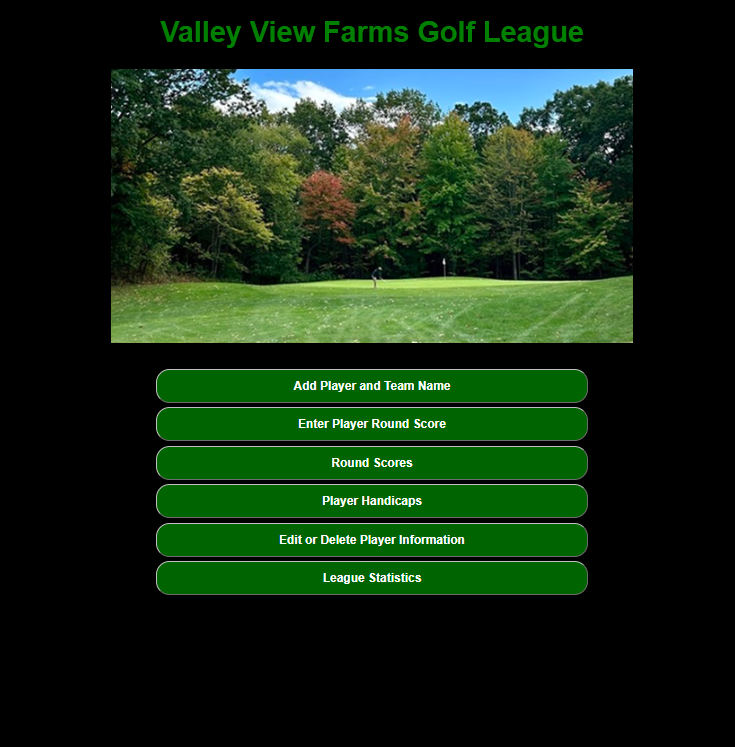 Valley View Farms Golf League
Add Player and Team Name
Enter Player Round Score
Round Scores
Player Handicaps
Edit or Delete Player Information
League Statistics